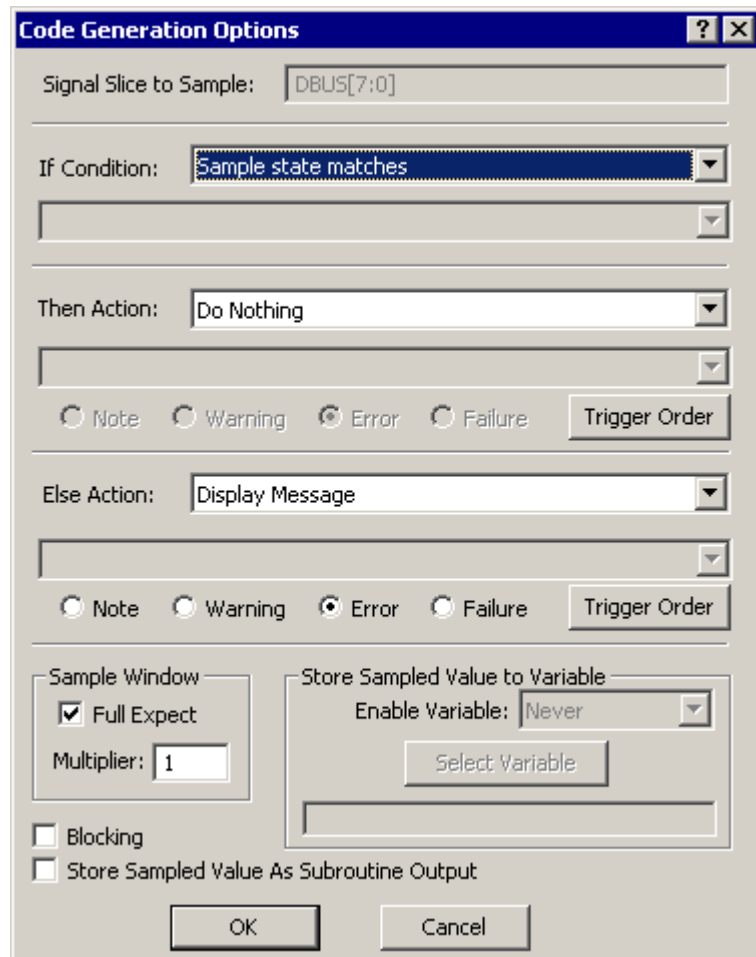 Code Generation Options
Signal Slice to Sample: DBUS[7:0]
If Condition: Sample state matches
Then Action: Do Nothing
Note Warning Error Failure Trigger Order
Else Action: Display Message
Note Warning Error Failure Trigger Order
Sample Window
Full Expect
Multiplier: 1
Store Sampled Value to Variable
Enable Variable: Never
Select Variable
Blocking
Store Sampled Value As Subroutine Output
OK Cancel